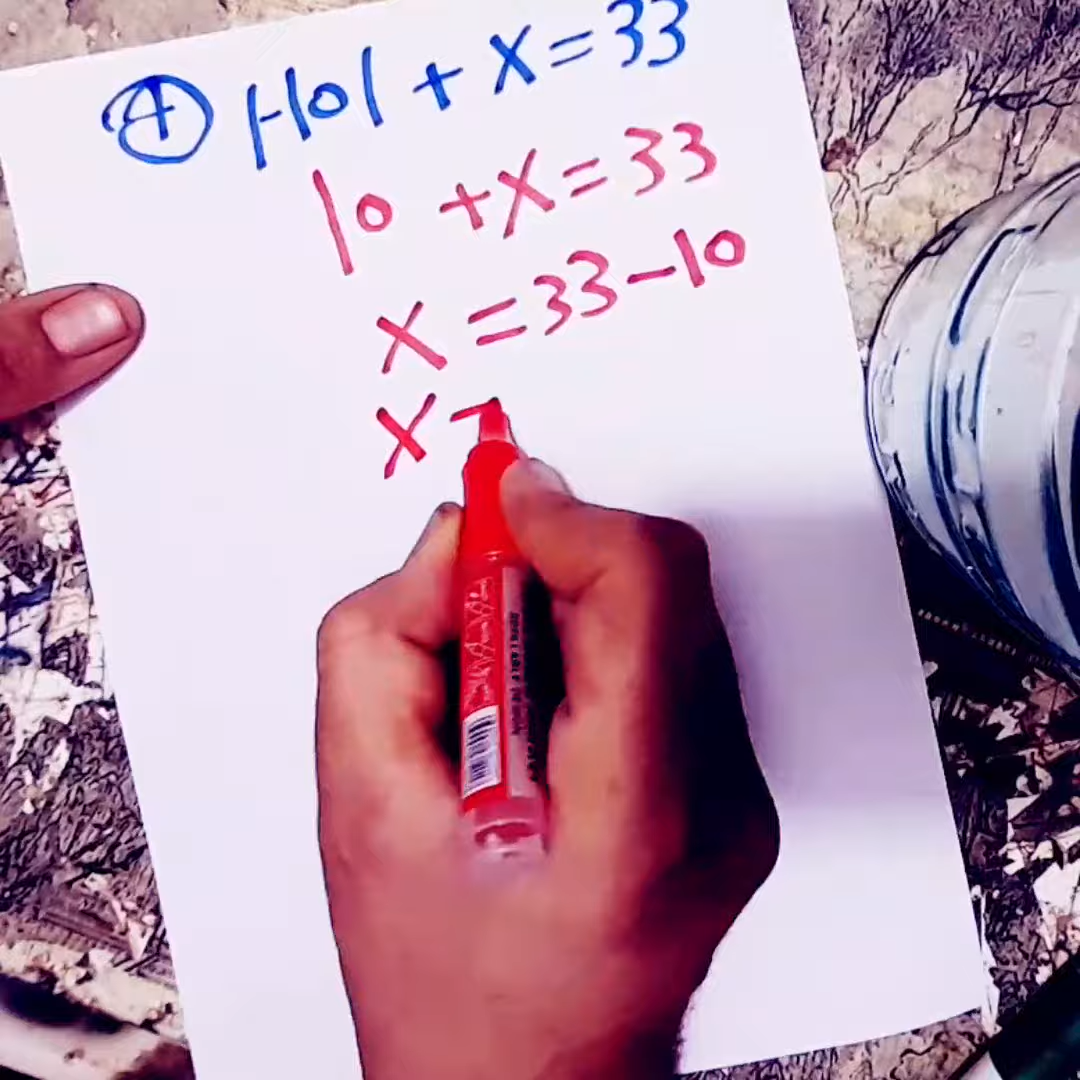 ④ |-10| + X = 33
10 + X = 33
X = 33 - 10
X =